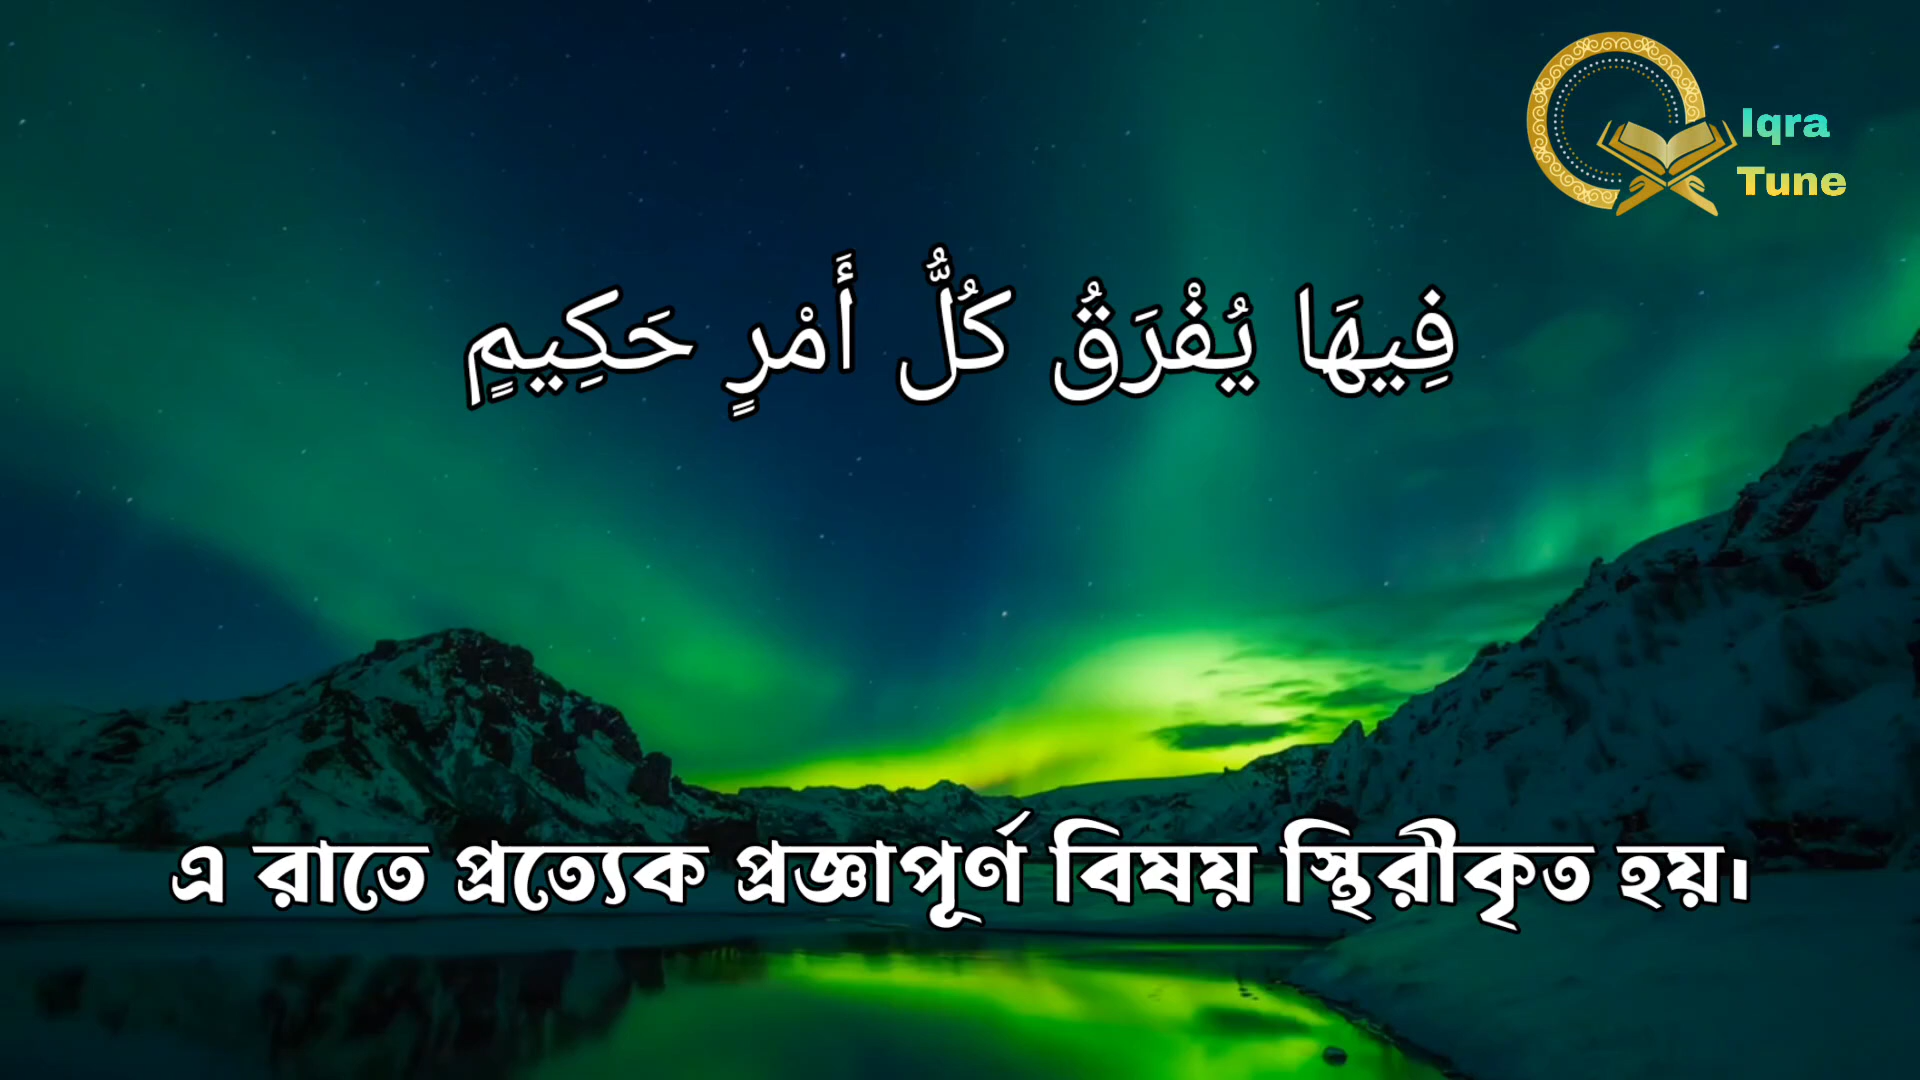 Iqra
Tune
فِيهَا يُفْرَقُ كُلُّ أَمْرٍ حَكِيمٍ
এ রাতে প্রত্যেক প্রজ্ঞাপূর্ণ বিষয় স্থিরীকৃত হয়।